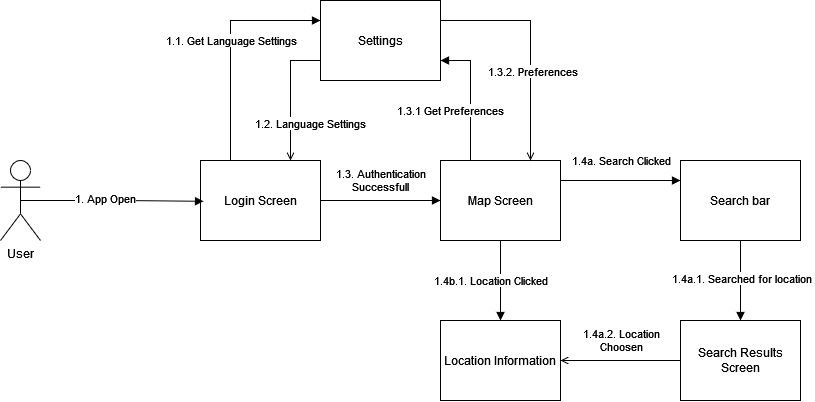 1.1. Get Language Settings
Settings
1.3.2. Preferences
1.3.1 Get Preferences
1.2. Language Settings
1.4a. Search Clicked
1. App Open
Login Screen
1.3. Authentication
Successfull
Map Screen
Search bar
User
1.4b.1. Location Clicked
1.4a.1. Searched for location
1.4a.2. Location
Choosen
Location Information
Search Results
Screen